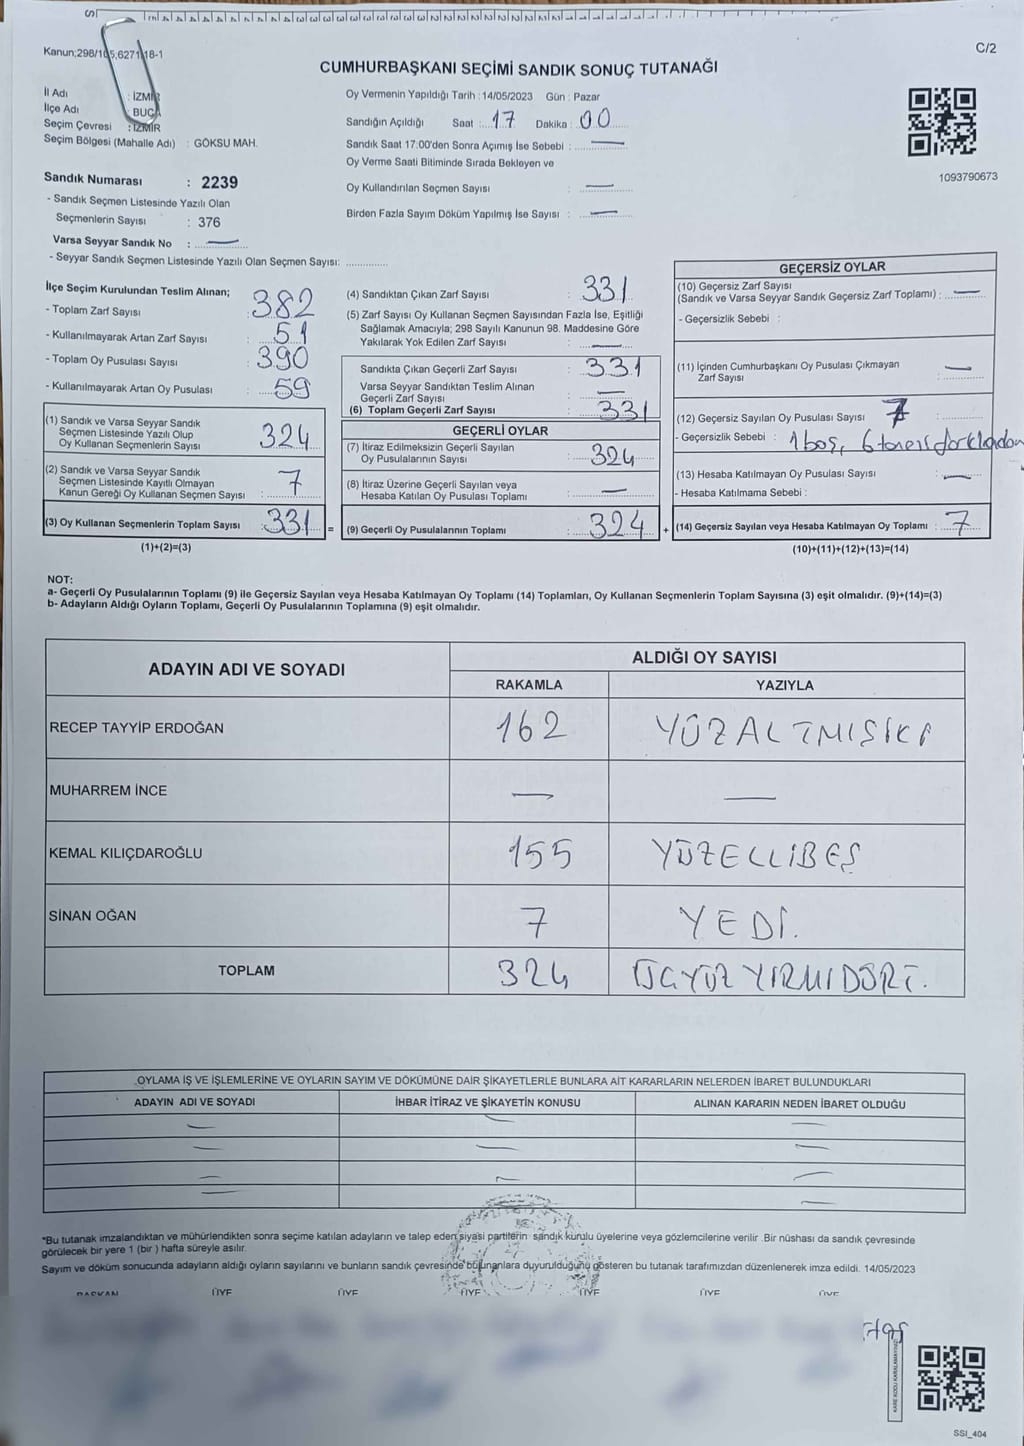 C/2
Kanun;298/105,6271/18-1
CUMHURBAŞKANI SEÇİMİ SANDIK SONUÇ TUTANAĞI
İl Adı : İZMİR
İlçe Adı : BUCA
Seçim Çevresi : İZMİR
Seçim Bölgesi (Mahalle Adı) : GÖKSU MAH.
Sandık Numarası : 2239
- Sandık Seçmen Listesinde Yazılı Olan
Seçmenlerin Sayısı : 376
Varsa Seyyar Sandık No : —
- Seyyar Sandık Seçmen Listesinde Yazılı Olan Seçmen Sayısı: ..............
Oy Vermenin Yapıldığı Tarih : 14/05/2023 Gün : Pazar
Sandığın Açıldığı Saat : 17 Dakika : 00
Sandık Saat 17:00'den Sonra Açımış İse Sebebi : —
Oy Verme Saati Bitiminde Sırada Bekleyen ve
Oy Kullandırılan Seçmen Sayısı : —
Birden Fazla Sayım Döküm Yapılmış İse Sayısı : —
1093790673
İlçe Seçim Kurulundan Teslim Alınan;
- Toplam Zarf Sayısı : 382
- Kullanılmayarak Artan Zarf Sayısı : 51
- Toplam Oy Pusulası Sayısı : 390
- Kullanılmayarak Artan Oy Pusulası : 59
(1) Sandık ve Varsa Seyyar Sandık
Seçmen Listesinde Yazılı Olup
Oy Kullanan Seçmenlerin Sayısı 324
(2) Sandık ve Varsa Seyyar Sandık
Seçmen Listesinde Kayıtlı Olmayan
Kanun Gereği Oy Kullanan Seçmen Sayısı : 7
(3) Oy Kullanan Seçmenlerin Toplam Sayısı : 331 =
(1)+(2)=(3)
(4) Sandıktan Çıkan Zarf Sayısı : 331
(5) Zarf Sayısı Oy Kullanan Seçmen Sayısından Fazla İse, Eşitliği
Sağlamak Amacıyla; 298 Sayılı Kanunun 98. Maddesine Göre
Yakılarak Yok Edilen Zarf Sayısı : —
Sandıkta Çıkan Geçerli Zarf Sayısı : 331
Varsa Seyyar Sandıktan Teslim Alınan
Geçerli Zarf Sayısı : —
(6) Toplam Geçerli Zarf Sayısı : 331
GEÇERLİ OYLAR
(7) İtiraz Edilmeksizin Geçerli Sayılan
Oy Pusulalarının Sayısı : 324
(8) İtiraz Üzerine Geçerli Sayılan veya
Hesaba Katılan Oy Pusulası Toplamı : —
(9) Geçerli Oy Pusulalarının Toplamı : 324 +
GEÇERSİZ OYLAR
(10) Geçersiz Zarf Sayısı
(Sandık ve Varsa Seyyar Sandık Geçersiz Zarf Toplamı) : —
- Geçersizlik Sebebi :
(11) İçinden Cumhurbaşkanı Oy Pusulası Çıkmayan
Zarf Sayısı : —
(12) Geçersiz Sayılan Oy Pusulası Sayısı : 7
- Geçersizlik Sebebi : 1 boş, 6 tanesi farklından
(13) Hesaba Katılmayan Oy Pusulası Sayısı : —
- Hesaba Katılmama Sebebi :
(14) Geçersiz Sayılan veya Hesaba Katılmayan Oy Toplamı : 7
(10)+(11)+(12)+(13)=(14)
NOT:
a- Geçerli Oy Pusulalarının Toplamı (9) ile Geçersiz Sayılan veya Hesaba Katılmayan Oy Toplamı (14) Toplamları, Oy Kullanan Seçmenlerin Toplam Sayısına (3) eşit olmalıdır. (9)+(14)=(3)
b- Adayların Aldığı Oyların Toplamı, Geçerli Oy Pusulalarının Toplamına (9) eşit olmalıdır.
ADAYIN ADI VE SOYADI ALDIĞI OY SAYISI
RAKAMLA YAZIYLA
RECEP TAYYİP ERDOĞAN 162 YÜZALTMIŞİKİ
MUHARREM İNCE — —
KEMAL KILIÇDAROĞLU 155 YÜZELLİBEŞ
SİNAN OĞAN 7 YEDİ.
TOPLAM 324 ÜÇYÜZ YİRMİ DÖRT.
OYLAMA İŞ VE İŞLEMLERİNE VE OYLARIN SAYIM VE DÖKÜMÜNE DAİR ŞİKAYETLERLE BUNLARA AİT KARARLARIN NELERDEN İBARET BULUNDUKLARI
ADAYIN ADI VE SOYADI İHBAR İTİRAZ VE ŞİKAYETİN KONUSU ALINAN KARARIN NEDEN İBARET OLDUĞU
— — —
— — —
— — —
— —
*Bu tutanak imzalandıktan ve mühürlendikten sonra seçime katılan adayların ve talep eden siyasi partilerin sandık kurulu üyelerine veya gözlemcilerine verilir .Bir nüshası da sandık çevresinde
görülecek bir yere 1 (bir ) hafta süreyle asılır.
Sayım ve döküm sonucunda adayların aldığı oyların sayılarını ve bunların sandık çevresinde bulunanlara duyurulduğunu gösteren bu tutanak tarafımızdan düzenlenerek imza edildi. 14/05/2023
BAŞKAN ÜYE ÜYE ÜYE ÜYE ÜYE ÜYE
KARE KODU KARALAMAYINIZ
SSI_404